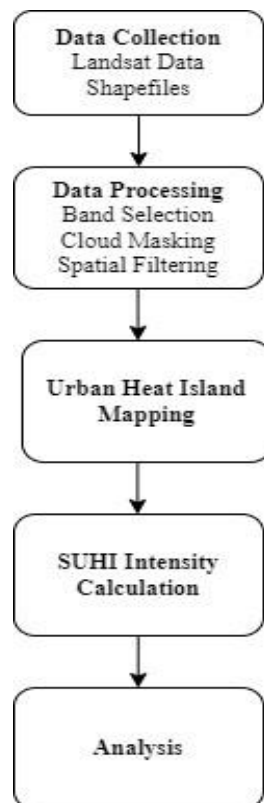 Data Collection
Landsat Data
Shapefiles
Data Processing
Band Selection
Cloud Masking
Spatial Filtering
Urban Heat Island
Mapping
SUHI Intensity
Calculation
Analysis